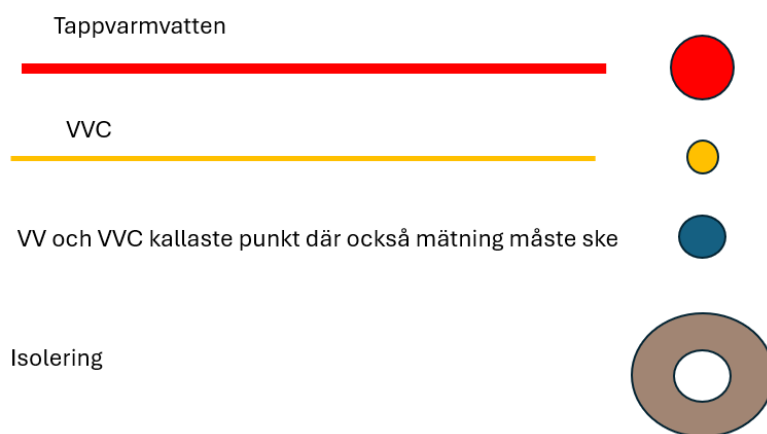 Tappvarmvatten
VVC
VV och VVC kallaste punkt där också mätning måste ske
Isolering